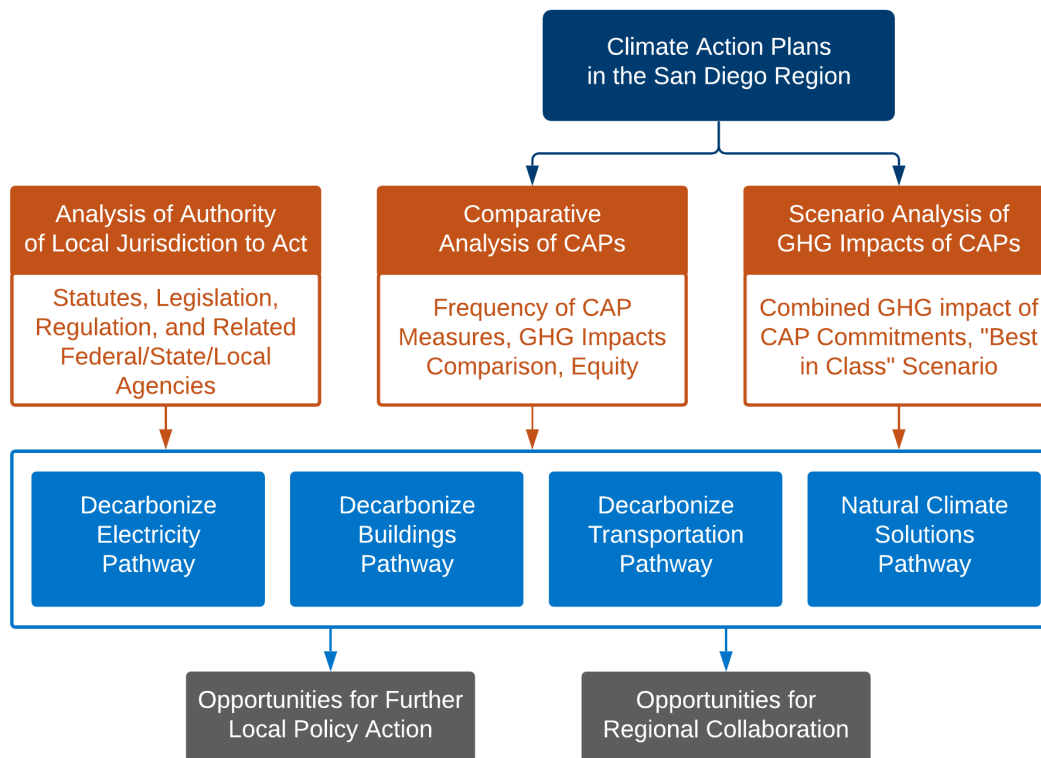 Climate Action Plans
in the San Diego Region
Analysis of Authority
of Local Jurisdiction to Act
Statutes, Legislation,
Regulation, and Related
Federal/State/Local
Agencies
Comparative
Analysis of CAPs
Frequency of CAP
Measures, GHG Impacts
Comparison, Equity
Scenario Analysis of
GHG Impacts of CAPs
Combined GHG impact of
CAP Commitments, "Best
in Class" Scenario
Decarbonize
Electricity
Pathway
Decarbonize
Buildings
Pathway
Decarbonize
Transportation
Pathway
Natural Climate
Solutions
Pathway
Opportunities for Further
Local Policy Action
Opportunities for
Regional Collaboration